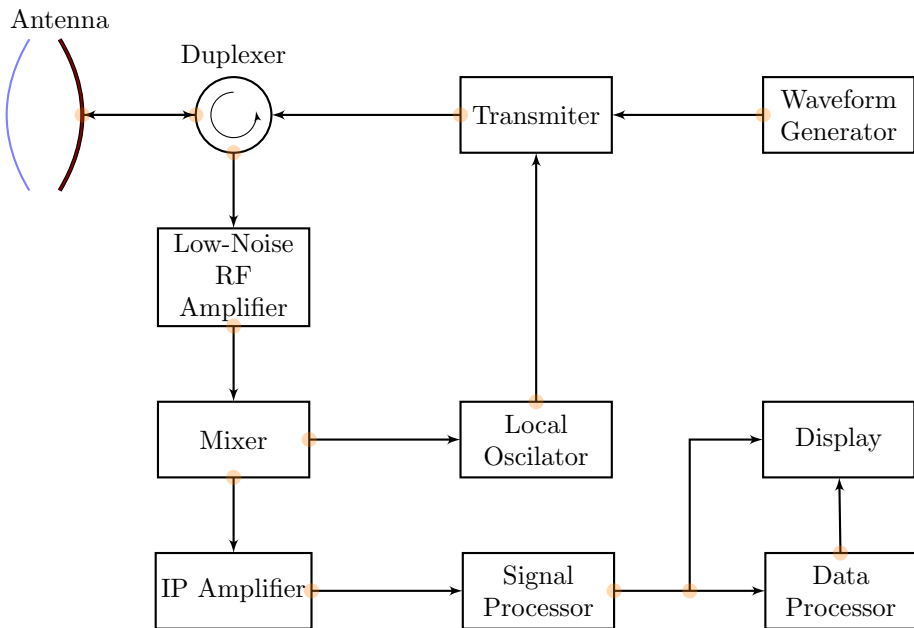 Antenna
Duplexer
Transmiter
Waveform
Generator
Low-Noise
RF
Amplifier
Mixer
Local
Oscilator
Display
IP Amplifier
Signal
Processor
Data
Processor